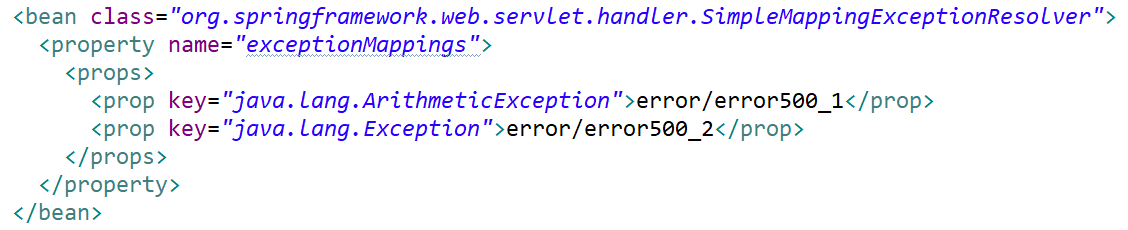 <bean class="org.springframework.web.servlet.handler.SimpleMappingExceptionResolver">
  <property name="exceptionMappings">
    <props>
      <prop key="java.lang.ArithmeticException">error/error500_1</prop>
      <prop key="java.lang.Exception">error/error500_2</prop>
    </props>
  </property>
</bean>